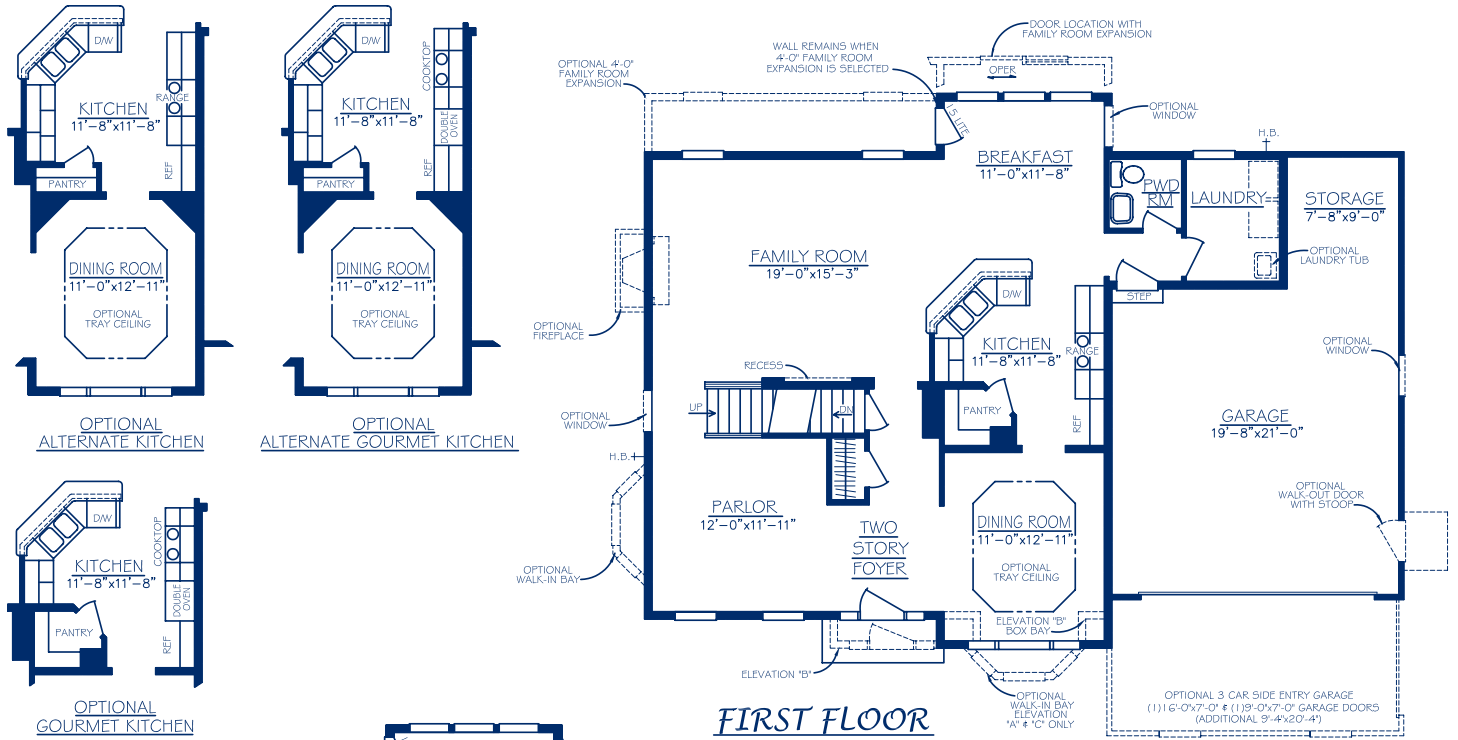 D/W
KITCHEN
11'-8"x11'-8"
RANGE
REF
PANTRY
DINING ROOM
11'-0"x12'-11"
OPTIONAL
TRAY CEILING
OPTIONAL
ALTERNATE KITCHEN
D/W
COOKTOP
KITCHEN
11'-8"x11'-8"
DOUBLE
OVEN
REF
PANTRY
DINING ROOM
11'-0"x12'-11"
OPTIONAL
TRAY CEILING
OPTIONAL
ALTERNATE GOURMET KITCHEN
D/W
COOKTOP
KITCHEN
11'-8"x11'-8"
DOUBLE
OVEN
PANTRY
REF
OPTIONAL
GOURMET KITCHEN
DOOR LOCATION WITH
FAMILY ROOM EXPANSION
WALL REMAINS WHEN
4'-0" FAMILY ROOM
EXPANSION IS SELECTED
OPTIONAL 4'-0"
FAMILY ROOM
EXPANSION
OPER
OPTIONAL
WINDOW
15 LITE
H.B.
BREAKFAST
11'-0"x11'-8"
PWD
RM
LAUNDRY
STORAGE
7'-8"x9'-0"
OPTIONAL
LAUNDRY TUB
FAMILY ROOM
19'-0"x15'-3"
STEP
D/W
OPTIONAL
FIREPLACE
KITCHEN
11'-8"x11'-8"
RANGE
OPTIONAL
WINDOW
RECESS
UP
DN
PANTRY
REF
OPTIONAL
WINDOW
GARAGE
19'-8"x21'-0"
H.B.
OPTIONAL
WALK-OUT DOOR
WITH STOOP
PARLOR
12'-0"x11'-11"
TWO
STORY
FOYER
DINING ROOM
11'-0"x12'-11"
OPTIONAL
TRAY CEILING
OPTIONAL
WALK-IN BAY
ELEVATION "B"
BOX BAY
ELEVATION "B"
OPTIONAL
WALK-IN BAY
ELEVATION
"A" & "C" ONLY
OPTIONAL 3 CAR SIDE ENTRY GARAGE
(1)16'-0"x7'-0" & (1)9'-0"x7'-0" GARAGE DOORS
(ADDITIONAL 9'-4"x20'-4")
FIRST FLOOR